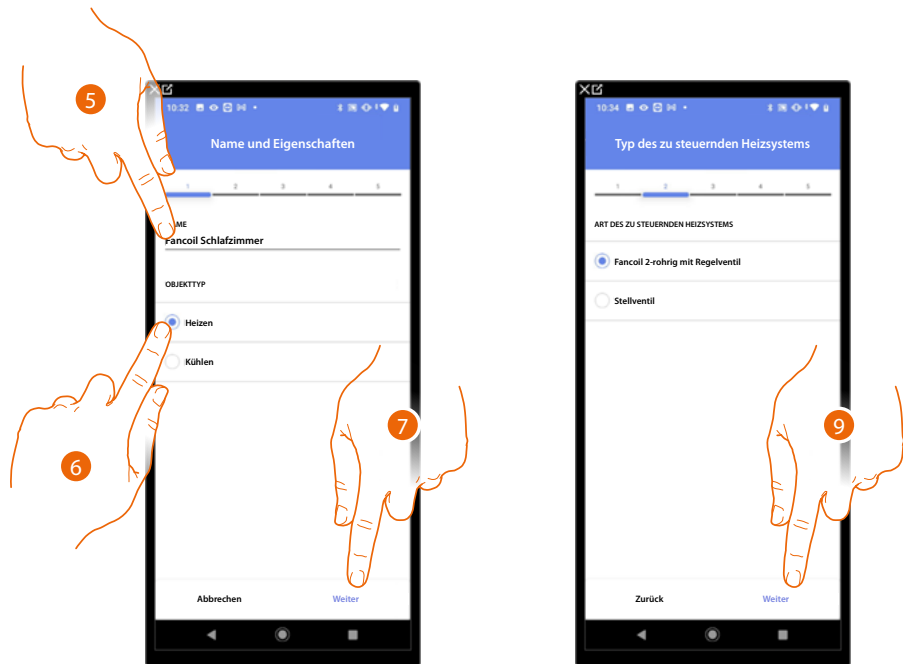 5
10:32
Name und Eigenschaften
1 2 3 4 5
Fancoil Schlafzimmer
OBJEKTTYP
Heizen
Kühlen
6
7
Abbrechen Weiter
10:34
Typ des zu steuernden Heizsystems
1 2 3 4 5
ART DES ZU STEUERNDEN HEIZSYSTEMS
Fancoil 2-rohrig mit Regelventil
Stellventil
9
Zurück Weiter